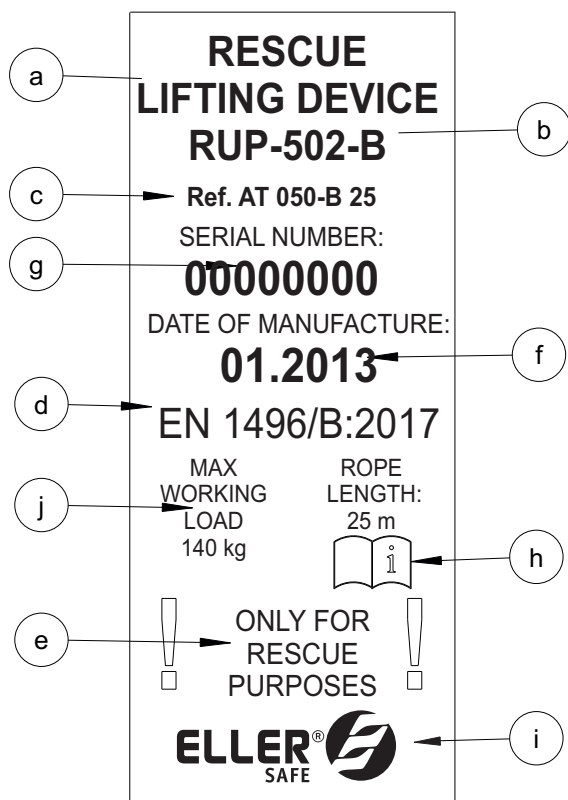 RESCUE
a
LIFTING DEVICE
RUP-502-B
b
c
Ref. AT 050-B 25
SERIAL NUMBER:
g
00000000
DATE OF MANUFACTURE:
01.2013
f
d
EN 1496/B:2017
MAX
WORKING
LOAD
140 kg
j
ROPE
LENGTH:
25 m
i
h
e
! ONLY FOR !
RESCUE
PURPOSES
ELLER®
SAFE
i